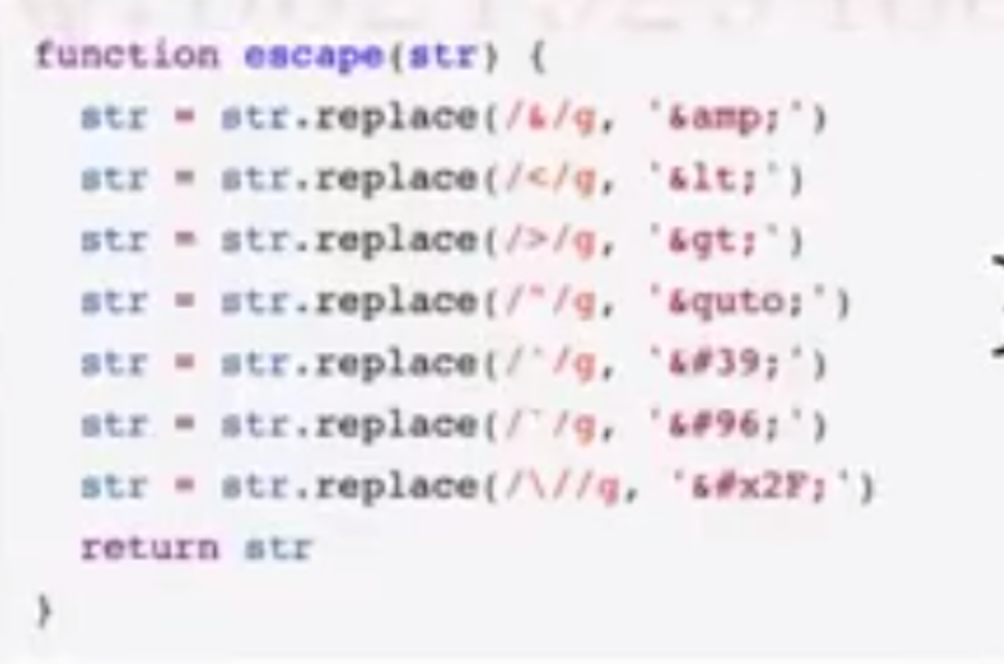 function escape(str) {
str = str.replace(/&/g, '&amp;')
str = str.replace(/</g, '&lt;')
str = str.replace(/>/g, '&gt;')
str = str.replace(/"/g, '&quto;')
str = str.replace(/'/g, '&#39;')
str = str.replace(/`/g, '&#96;')
str = str.replace(/\//g, '&#x2F;')
return str
}